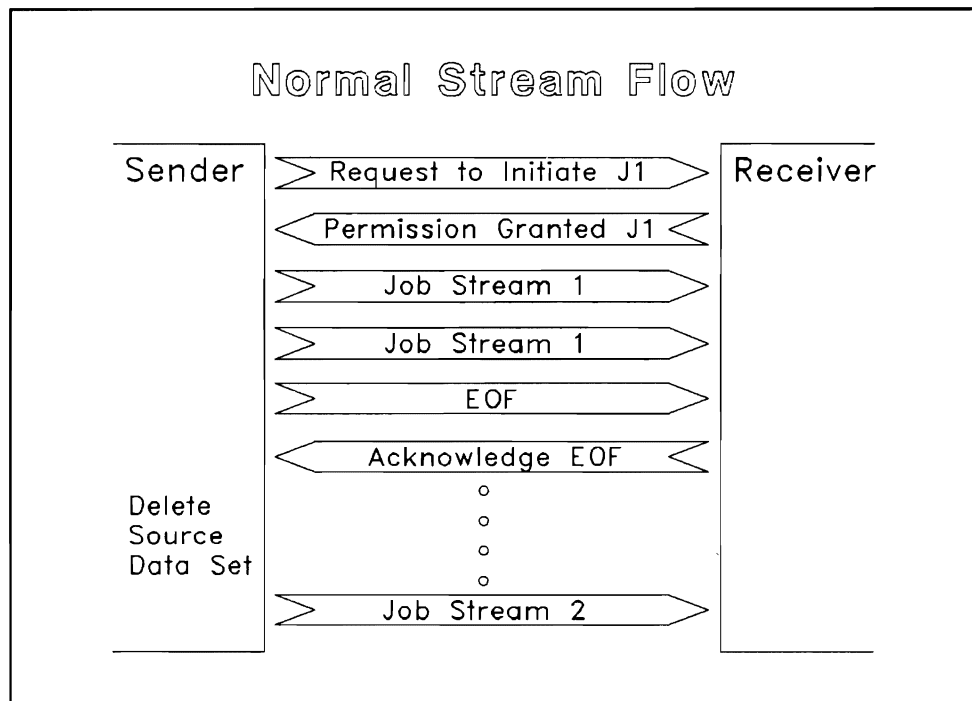 Normal Stream Flow
Sender
Receiver
Request to Initiate J1
Permission Granted J1
Job Stream 1
Job Stream 1
EOF
Acknowledge EOF
Delete
Source
Data Set
Job Stream 2